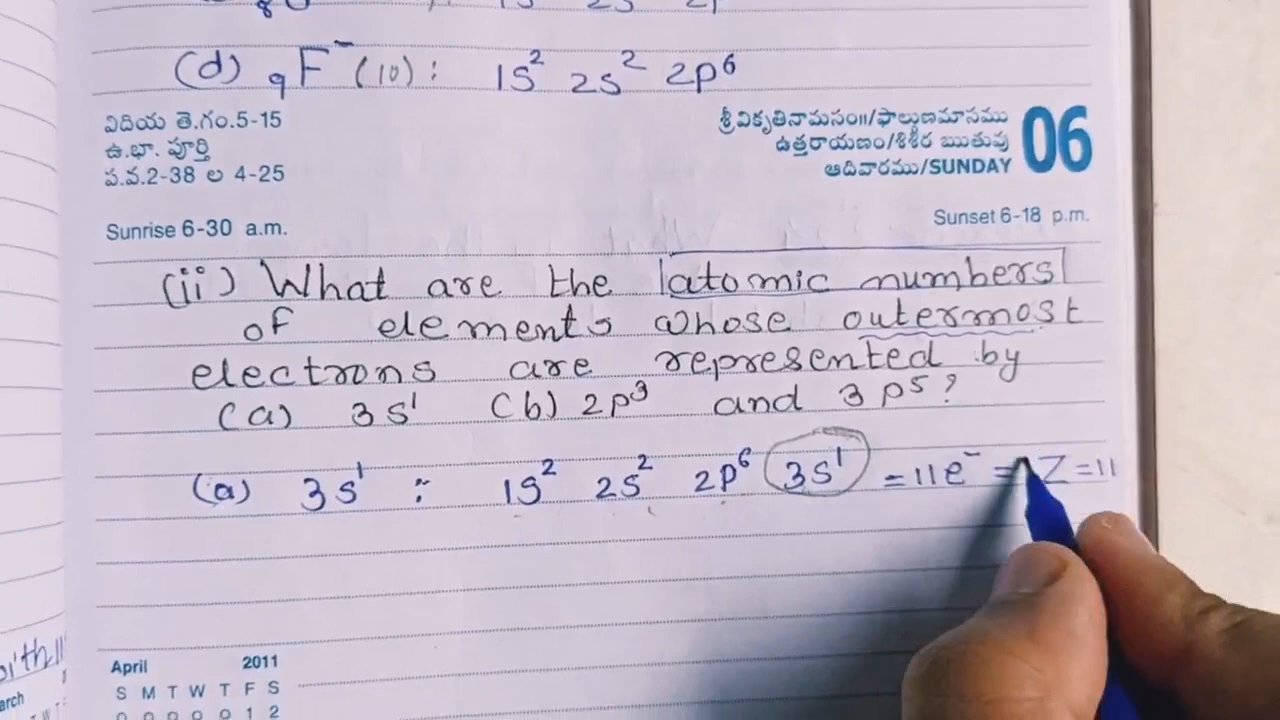 (d) ₉F⁻(10): 1s² 2s² 2p⁶
విదియ తె.గం.5-15
ఉ.భా. పూర్తి
ప.వ.2-38 ల 4-25
శ్రీ వికృతినామసం॥/ఫాల్గుణమాసము
ఉత్తరాయణం/శిశిర ఋతువు
ఆదివారము/SUNDAY
06
Sunrise 6-30 a.m.
Sunset 6-18 p.m.
(ii) What are the atomic numbers
of elements whose outermost
electrons are represented by
(a) 3s¹ (b) 2p³ and 3p⁵?
(a) 3s¹ : 1s² 2s² 2p⁶ 3s¹ = 11e⁻ = Z = 11
April 2011
S M T W T F S
1 2